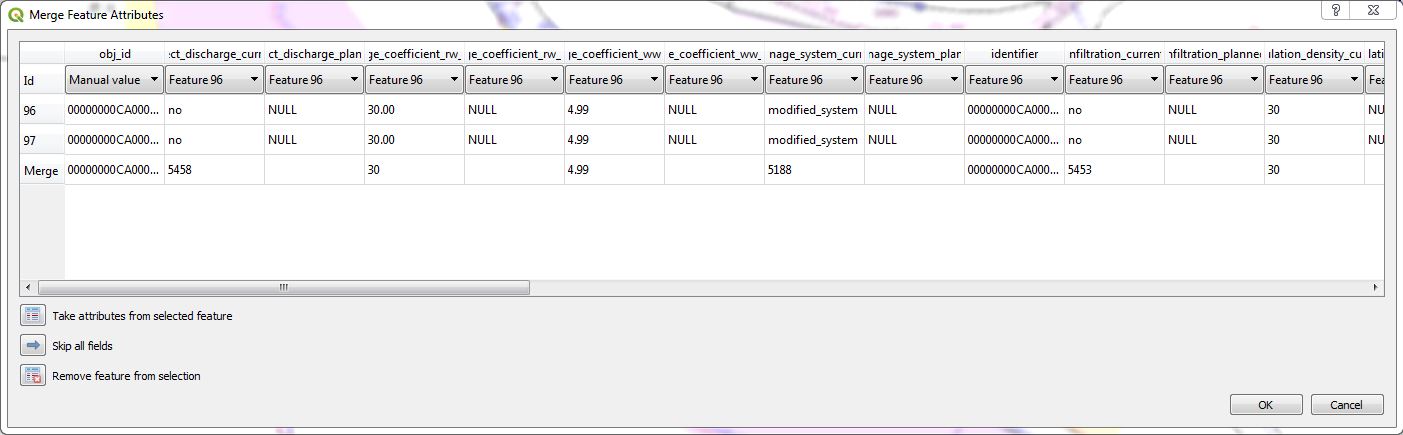 Merge Feature Attributes
obj_id ect_discharge_curr ct_discharge_plan ge_coefficient_rw_ ge_coefficient_rw_ ge_coefficient_ww e_coefficient_ww_ nage_system_curr nage_system_plan identifier nfiltration_current nfiltration_planned ulation_density_cu lati
Id Manual value Feature 96 Feature 96 Feature 96 Feature 96 Feature 96 Feature 96 Feature 96 Feature 96 Feature 96 Feature 96 Feature 96 Feature 96 Fea
96 00000000CA000... no NULL 30.00 NULL 4.99 NULL modified_system NULL 00000000CA000... no NULL 30 NU
97 00000000CA000... no NULL 30.00 NULL 4.99 NULL modified_system NULL 00000000CA000... no NULL 30 NU
Merge 00000000CA000... 5458 30 4.99 5188 00000000CA000... 5453 30
Take attributes from selected feature
Skip all fields
Remove feature from selection
OK Cancel